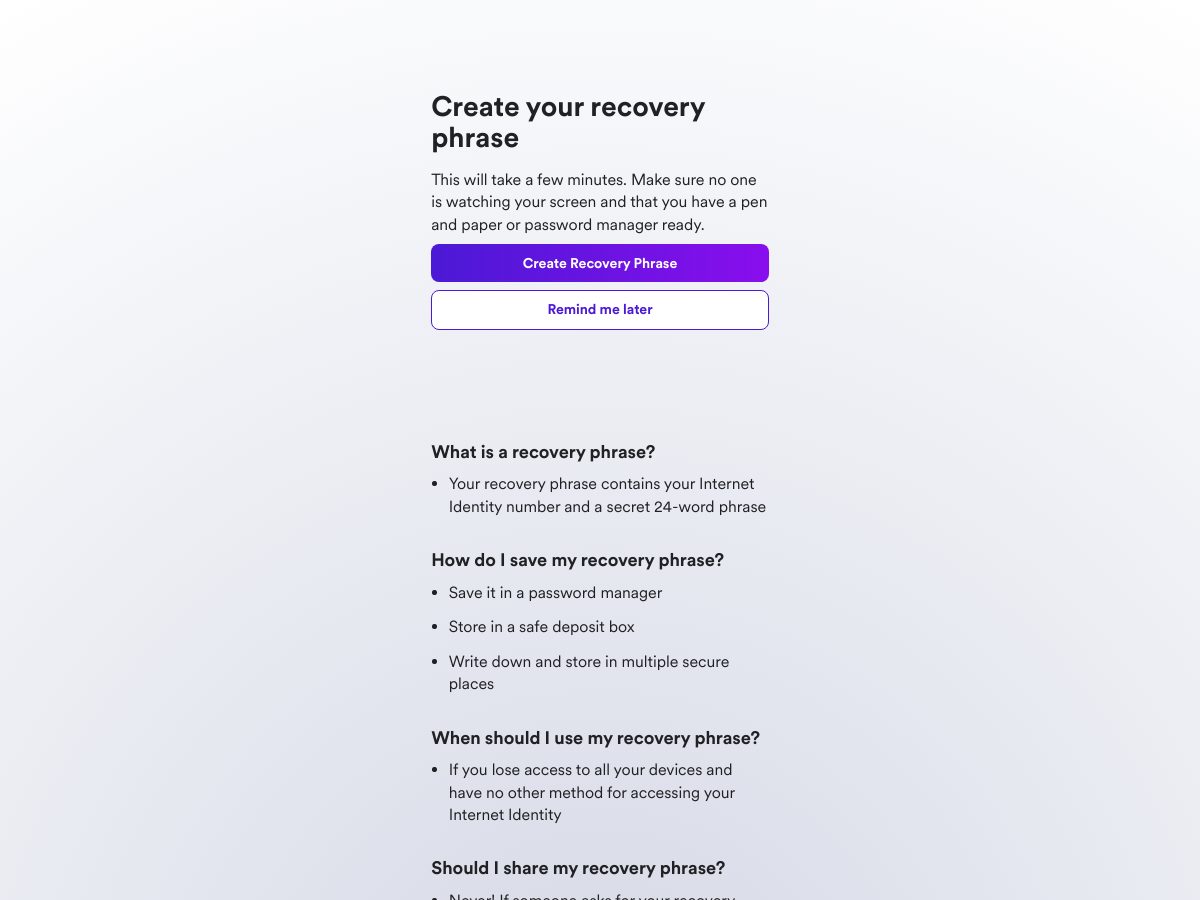 Create your recovery
phrase
This will take a few minutes. Make sure no one
is watching your screen and that you have a pen
and paper or password manager ready.
Create Recovery Phrase
Remind me later
What is a recovery phrase?
• Your recovery phrase contains your Internet
Identity number and a secret 24-word phrase
How do I save my recovery phrase?
• Save it in a password manager
• Store in a safe deposit box
• Write down and store in multiple secure
places
When should I use my recovery phrase?
• If you lose access to all your devices and
have no other method for accessing your
Internet Identity
Should I share my recovery phrase?
• Never! If someone asks for your recovery